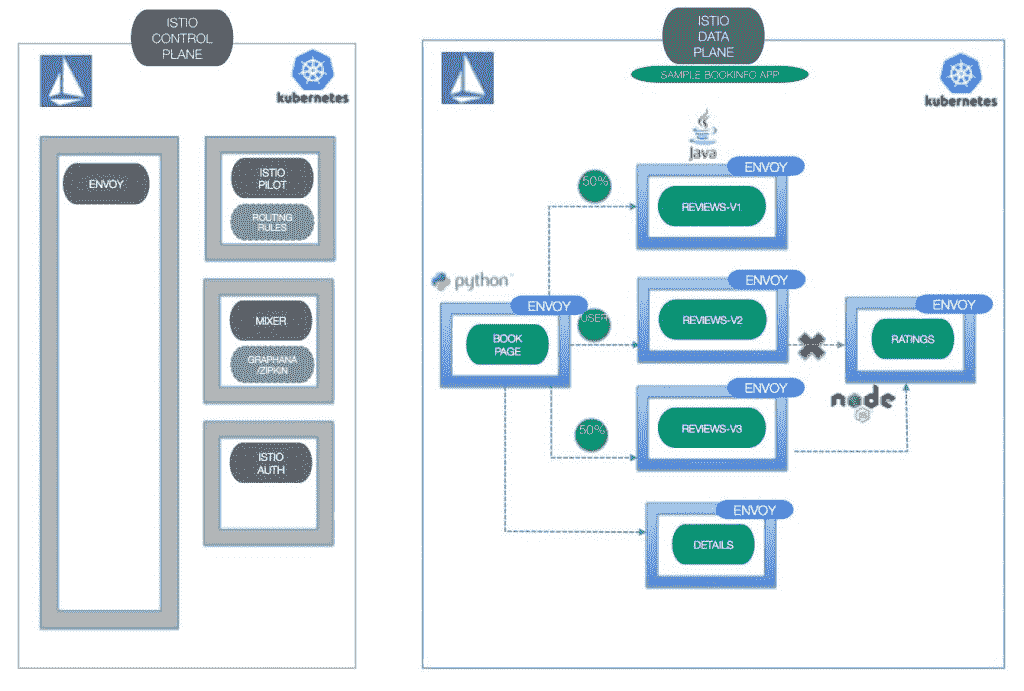 ISTIO
CONTROL
PLANE
kubernetes
ENVOY
ISTIO
PILOT
ROUTING
RULES
MIXER
GRAPHANA
/ZIPKIN
ISTIO
AUTH
ISTIO
DATA
PLANE
SAMPLE BOOKINFO APP
kubernetes
Java
ENVOY
50%
REVIEWS-V1
python
ENVOY
ENVOY
USER
REVIEWS-V2
BOOK
PAGE
ENVOY
RATINGS
node
JS
ENVOY
50%
REVIEWS-V3
ENVOY
DETAILS